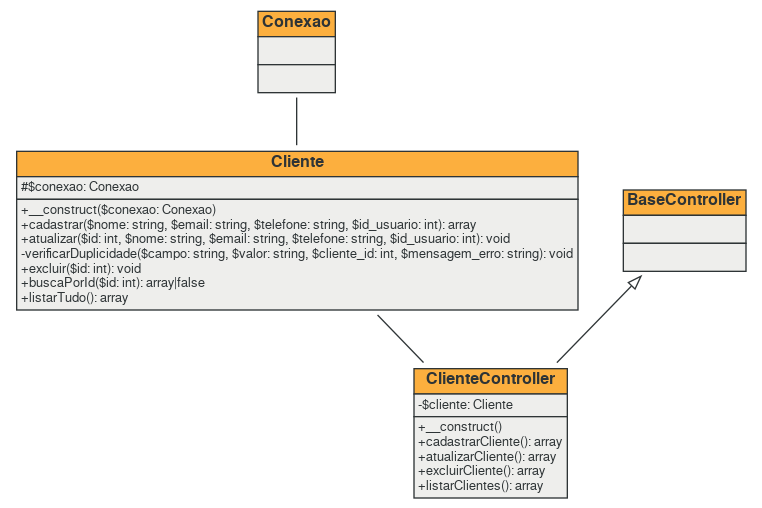 Conexao
Cliente
#$conexao: Conexao
+__construct($conexao: Conexao)
+cadastrar($nome: string, $email: string, $telefone: string, $id_usuario: int): array
+atualizar($id: int, $nome: string, $email: string, $telefone: string, $id_usuario: int): void
-verificarDuplicidade($campo: string, $valor: string, $cliente_id: int, $mensagem_erro: string): void
+excluir($id: int): void
+buscaPorId($id: int): array|false
+listarTudo(): array
BaseController
ClienteController
-$cliente: Cliente
+__construct()
+cadastrarCliente(): array
+atualizarCliente(): array
+excluirCliente(): array
+listarClientes(): array